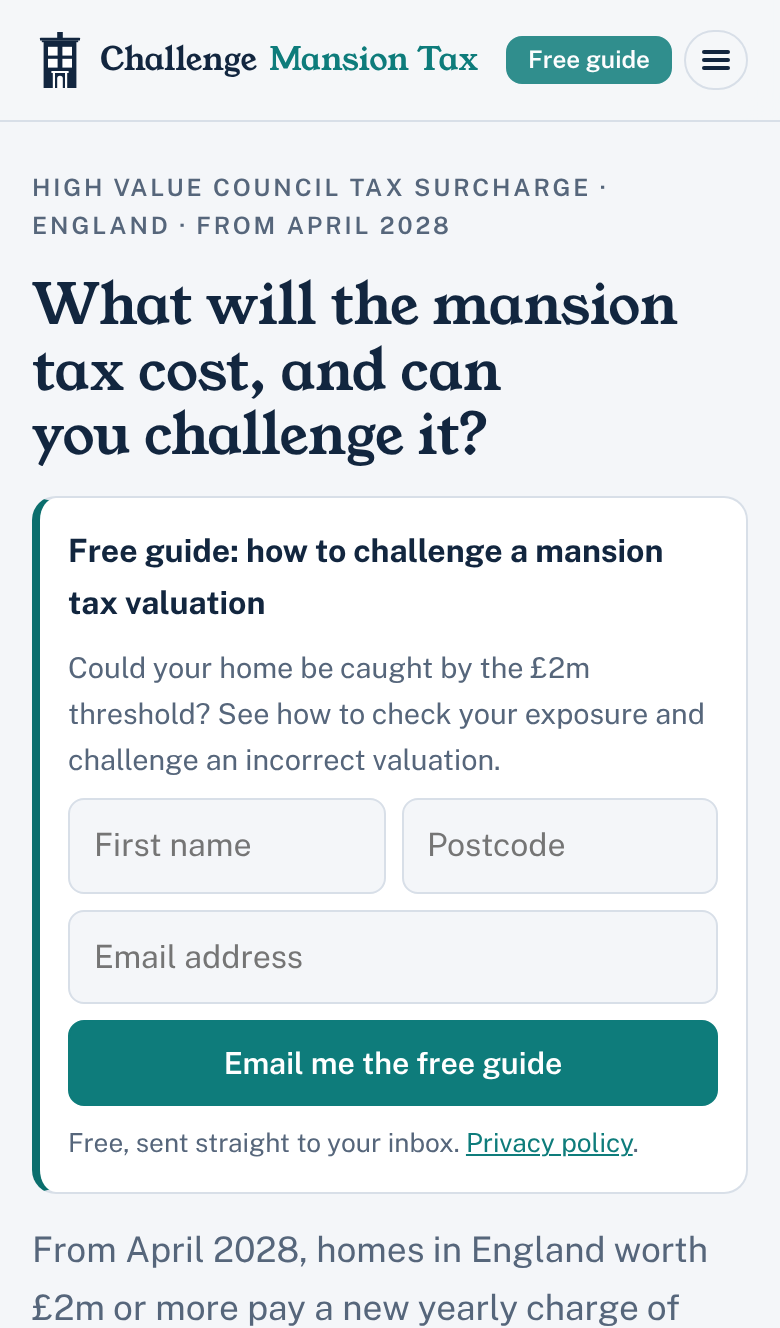 Challenge Mansion Tax
Free guide
HIGH VALUE COUNCIL TAX SURCHARGE ·
ENGLAND · FROM APRIL 2028
What will the mansion
tax cost, and can
you challenge it?
Free guide: how to challenge a mansion
tax valuation
Could your home be caught by the £2m
threshold? See how to check your exposure and
challenge an incorrect valuation.
First name
Postcode
Email address
Email me the free guide
Free, sent straight to your inbox. Privacy policy.
From April 2028, homes in England worth
£2m or more pay a new yearly charge of